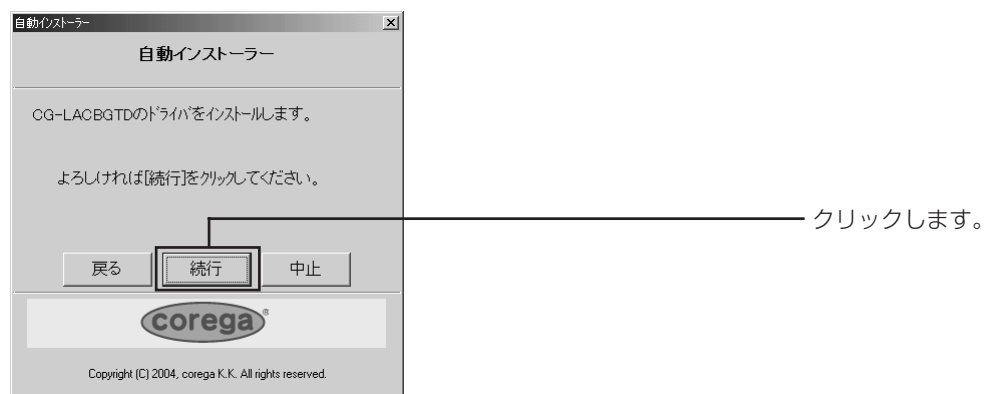 自動インストーラー
自動インストーラー
CG-LACBGTDのドライバをインストールします。
よろしければ[続行]をクリックしてください。
クリックします。
戻る 続行 中止
corega®
Copyright (C) 2004, corega K.K. All rights reserved.